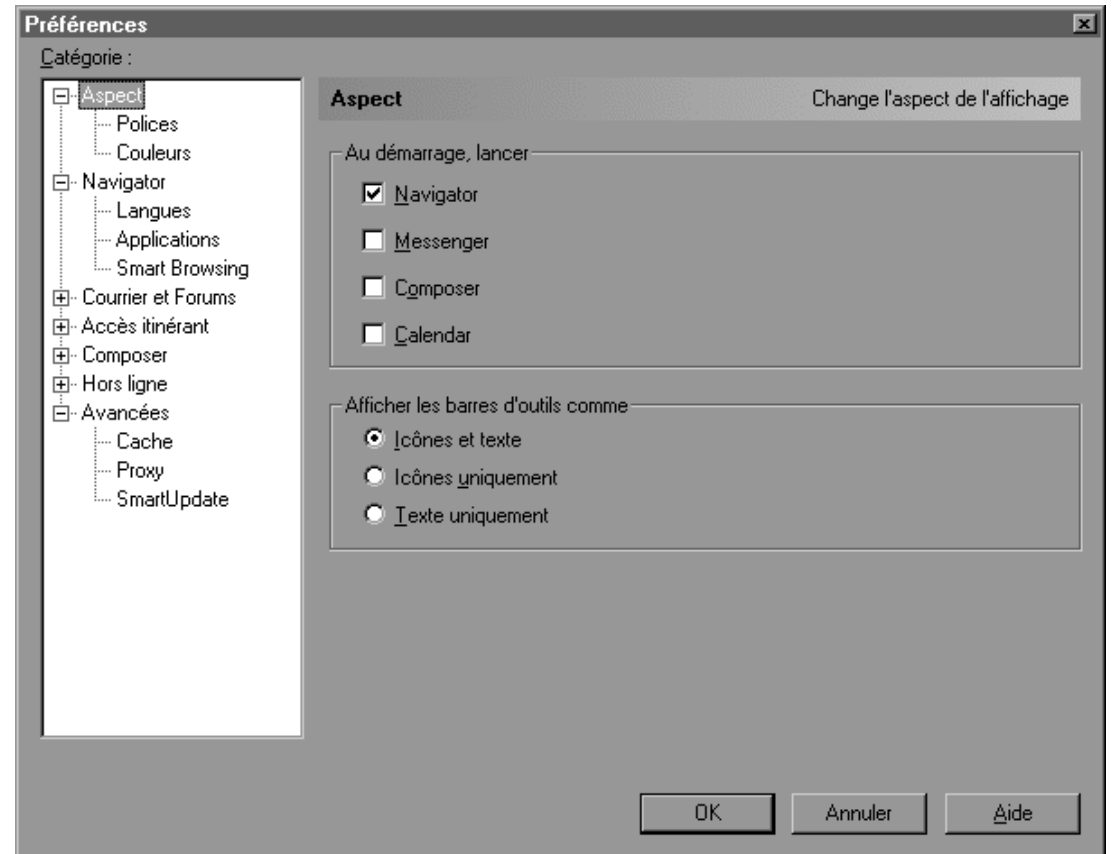 Préférences
Catégorie :
Aspect
Polices
Couleurs
Navigator
Langues
Applications
Smart Browsing
Courrier et Forums
Accès itinérant
Composer
Hors ligne
Avancées
Cache
Proxy
SmartUpdate
Aspect Change l'aspect de l'affichage
Au démarrage, lancer
Navigator
Messenger
Composer
Calendar
Afficher les barres d'outils comme
Icônes et texte
Icônes uniquement
Texte uniquement
OK Annuler Aide